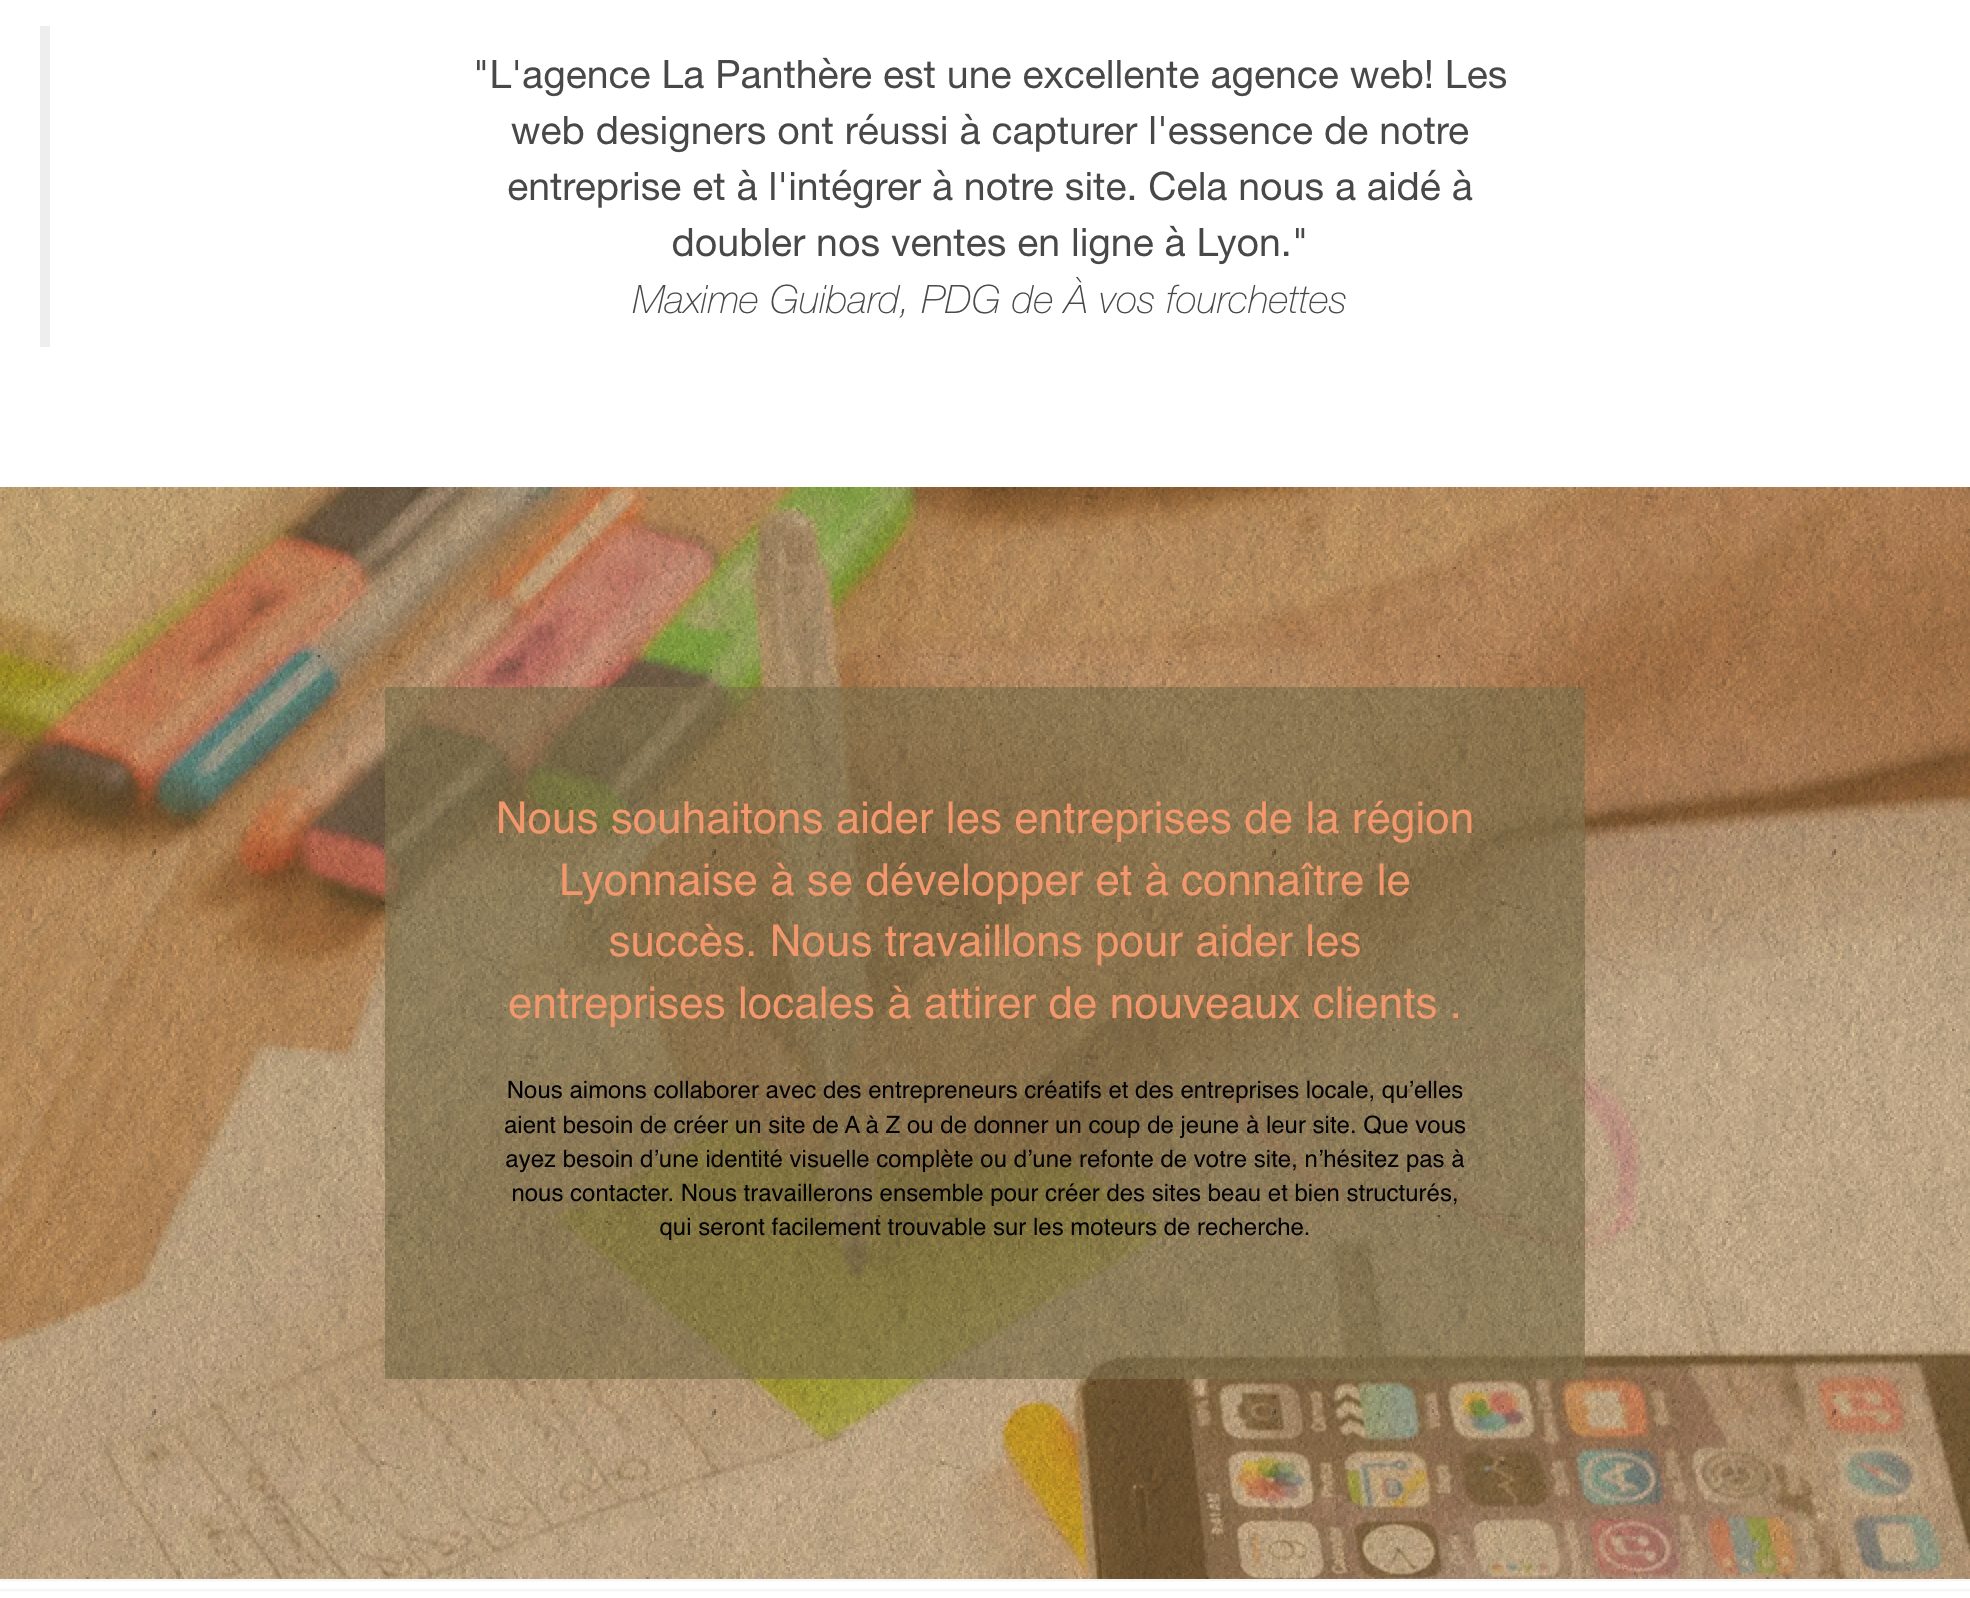 "L'agence La Panthère est une excellente agence web! Les
web designers ont réussi à capturer l'essence de notre
entreprise et à l'intégrer à notre site. Cela nous a aidé à
doubler nos ventes en ligne à Lyon."
Maxime Guibard, PDG de À vos fourchettes
Nous souhaitons aider les entreprises de la région
Lyonnaise à se développer et à connaître le
succès. Nous travaillons pour aider les
entreprises locales à attirer de nouveaux clients .
Nous aimons collaborer avec des entrepreneurs créatifs et des entreprises locale, qu’elles
aient besoin de créer un site de A à Z ou de donner un coup de jeune à leur site. Que vous
ayez besoin d’une identité visuelle complète ou d’une refonte de votre site, n’hésitez pas à
nous contacter. Nous travaillerons ensemble pour créer des sites beau et bien structurés,
qui seront facilement trouvable sur les moteurs de recherche.